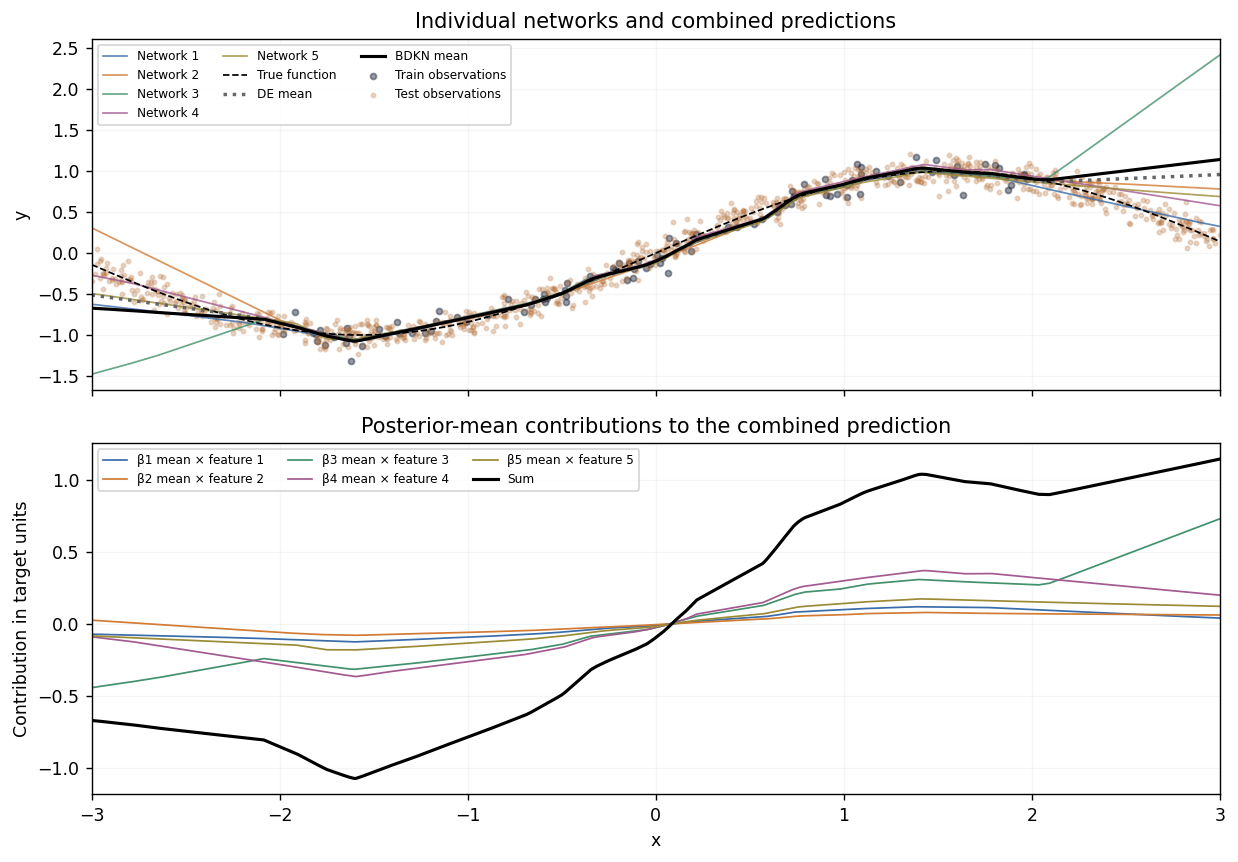 Individual networks and combined predictions
2.5
2.0
1.5
1.0
0.5
0.0
−0.5
−1.0
−1.5
y
Network 1
Network 2
Network 3
Network 4
Network 5
True function
DE mean
BDKN mean
Train observations
Test observations
Posterior-mean contributions to the combined prediction
1.0
0.5
0.0
−0.5
−1.0
Contribution in target units
β1 mean × feature 1
β2 mean × feature 2
β3 mean × feature 3
β4 mean × feature 4
β5 mean × feature 5
Sum
−3
−2
−1
0
1
2
3
x